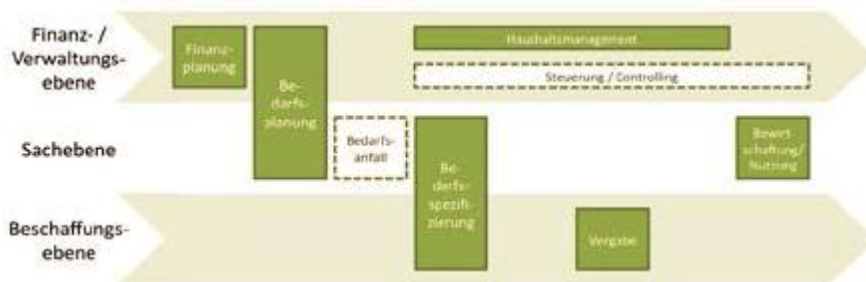 Finanz- /
Verwaltungs-
ebene
Finanz-
planung
Be-
darfs-
planung
Haushaltsmanagement
Steuerung / Controlling
Sachebene
Bedarfs-
anfall
Be-
darfs-
spezifi-
zierung
Bewirt-
schaftung/
Nutzung
Beschaffungs-
ebene
Vergabe